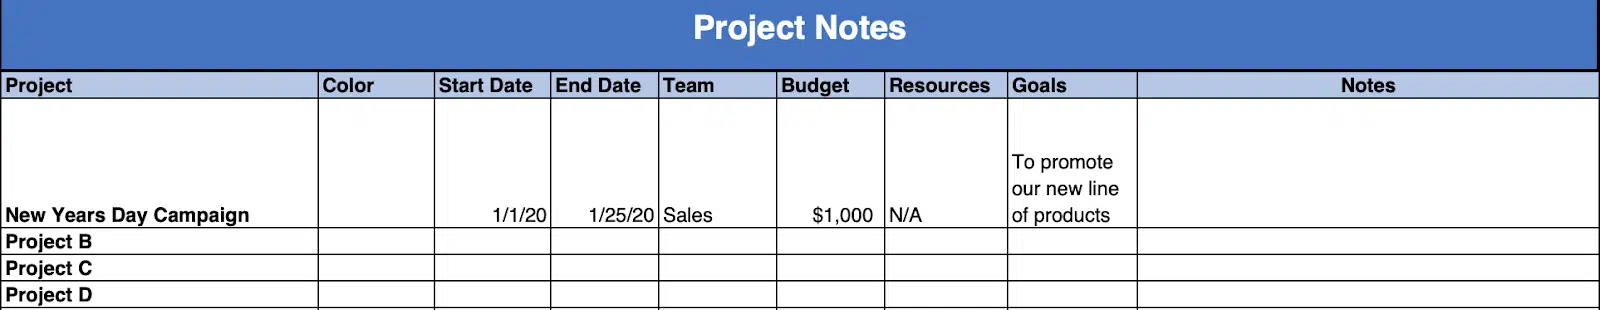 Project Notes
Project Color Start Date End Date Team Budget Resources Goals Notes
To promote
our new line
New Years Day Campaign 1/1/20 1/25/20 Sales $1,000 N/A of products
Project B
Project C
Project D